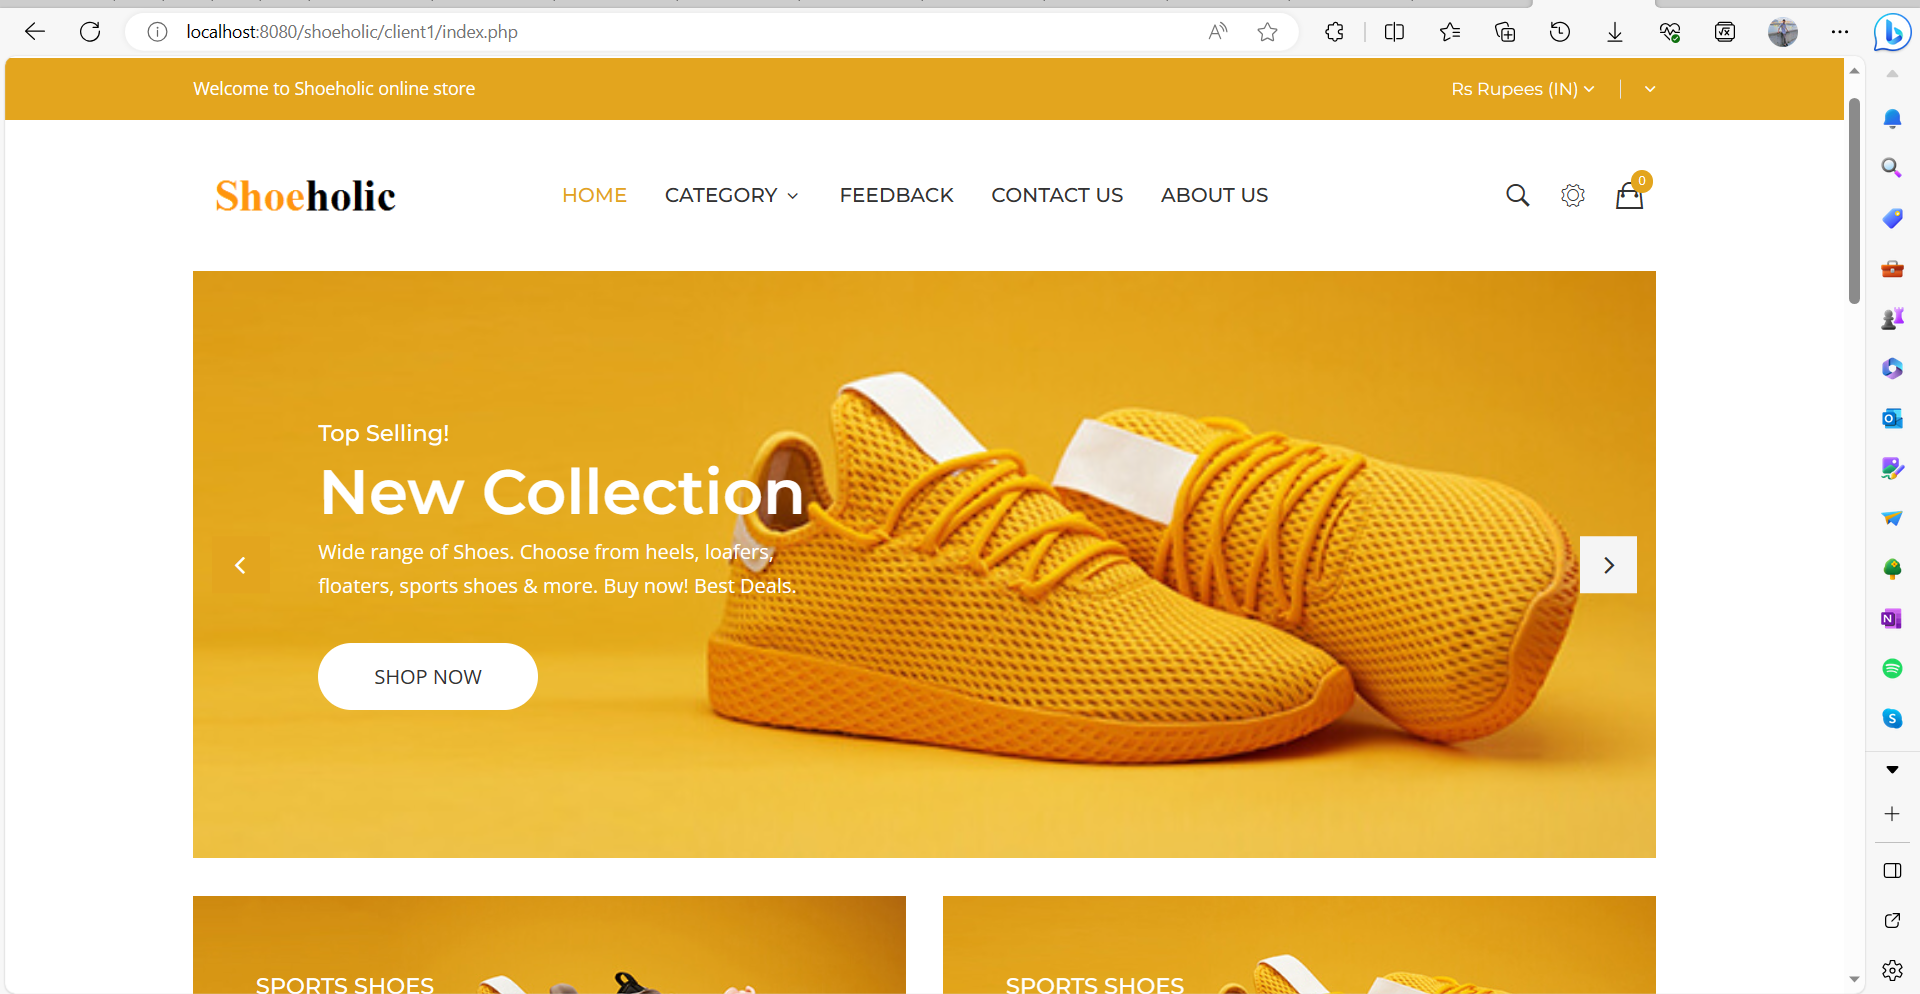 localhost:8080/shoeholic/client1/index.php
Welcome to Shoeholic online store
Rs Rupees (IN)
Shoeholic
HOME
CATEGORY
FEEDBACK
CONTACT US
ABOUT US
0
Top Selling!
New Collection
Wide range of Shoes. Choose from heels, loafers,
floaters, sports shoes & more. Buy now! Best Deals.
SHOP NOW
SPORTS SHOES
SPORTS SHOES